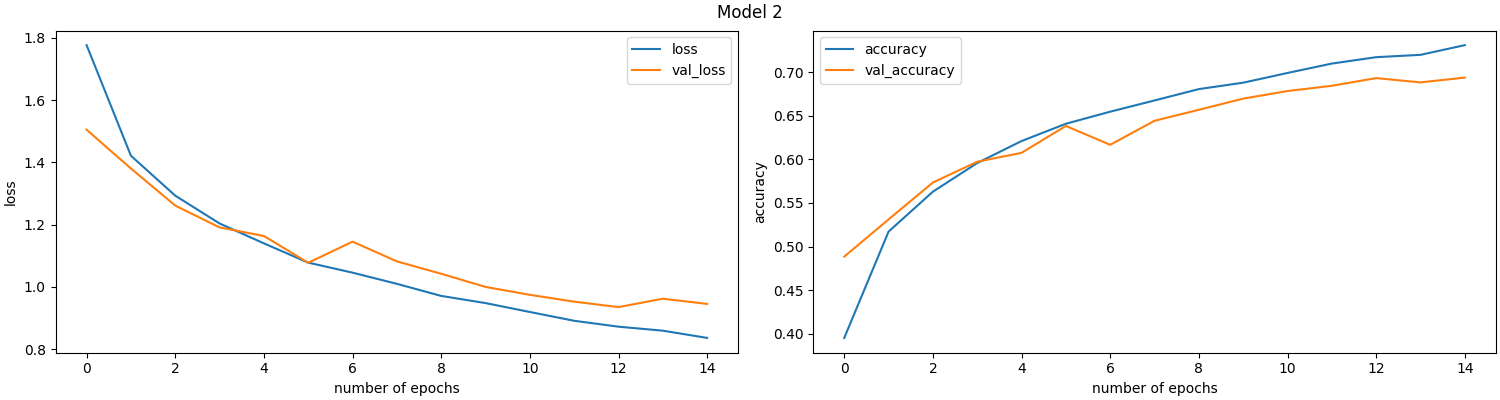 Model 2
loss
val_loss
1.8
1.6
1.4
1.2
1.0
0.8
loss
0 2 4 6 8 10 12 14
number of epochs
accuracy
val_accuracy
0.70
0.65
0.60
0.55
0.50
0.45
0.40
accuracy
0 2 4 6 8 10 12 14
number of epochs